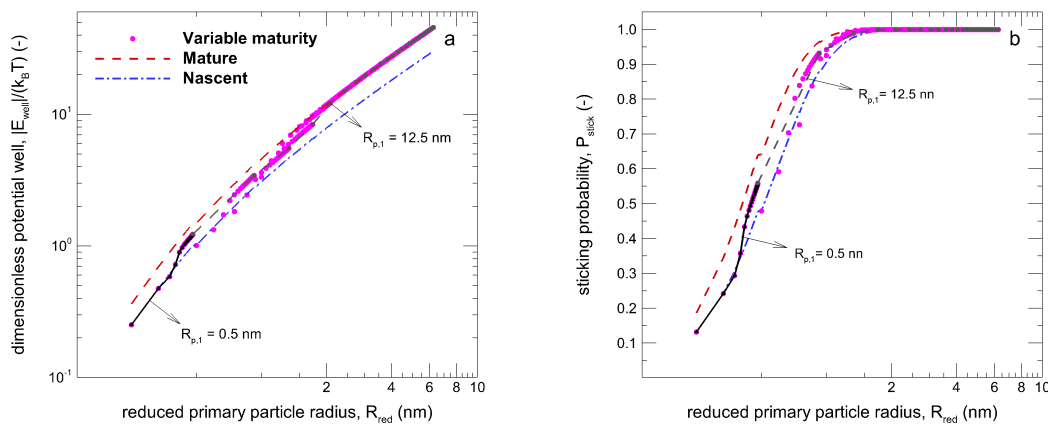 dimensionless potential well, |E_well|/(k_BT) (-)
10^1
10^0
10^-1
Variable maturity
Mature
Nascent
a
R_p,1 = 12.5 nm
R_p,1 = 0.5 nm
2 4 6 8 10
reduced primary particle radius, R_red (nm)
sticking probability, P_stick (-)
1.0
0.9
0.8
0.7
0.6
0.5
0.4
0.3
0.2
0.1
b
R_p,1 = 12.5 nn
R_p,1 = 0.5 nn
2 4 6 8 10
reduced primary particle radius, R_red (nm)